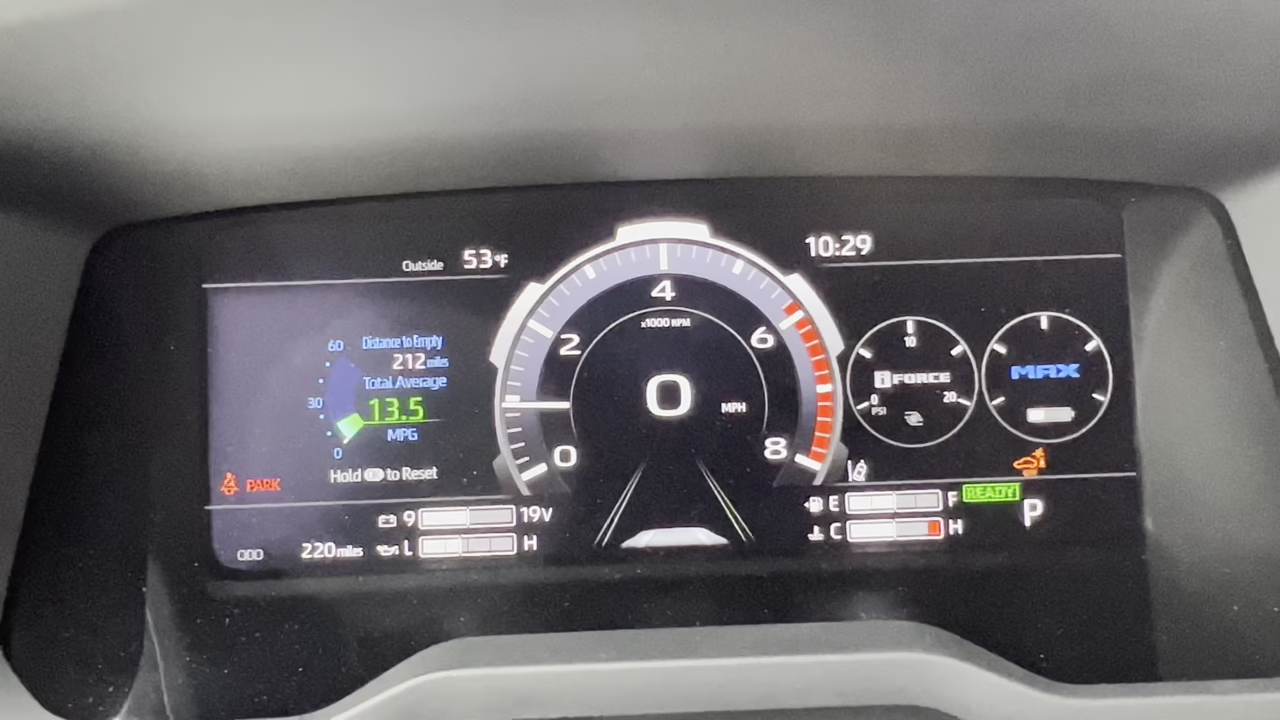 Outside 53°F
10:29
60
Distance to Empty
212 miles
Total Average
30
13.5
MPG
0
Hold OK to Reset
PARK
4
x1000 RPM
2
6
0
MPH
0
8
10
iFORCE
0
20
PSI
MAX
9
19V
ODO
220 miles
L
H
E
F
READY
P
C
H